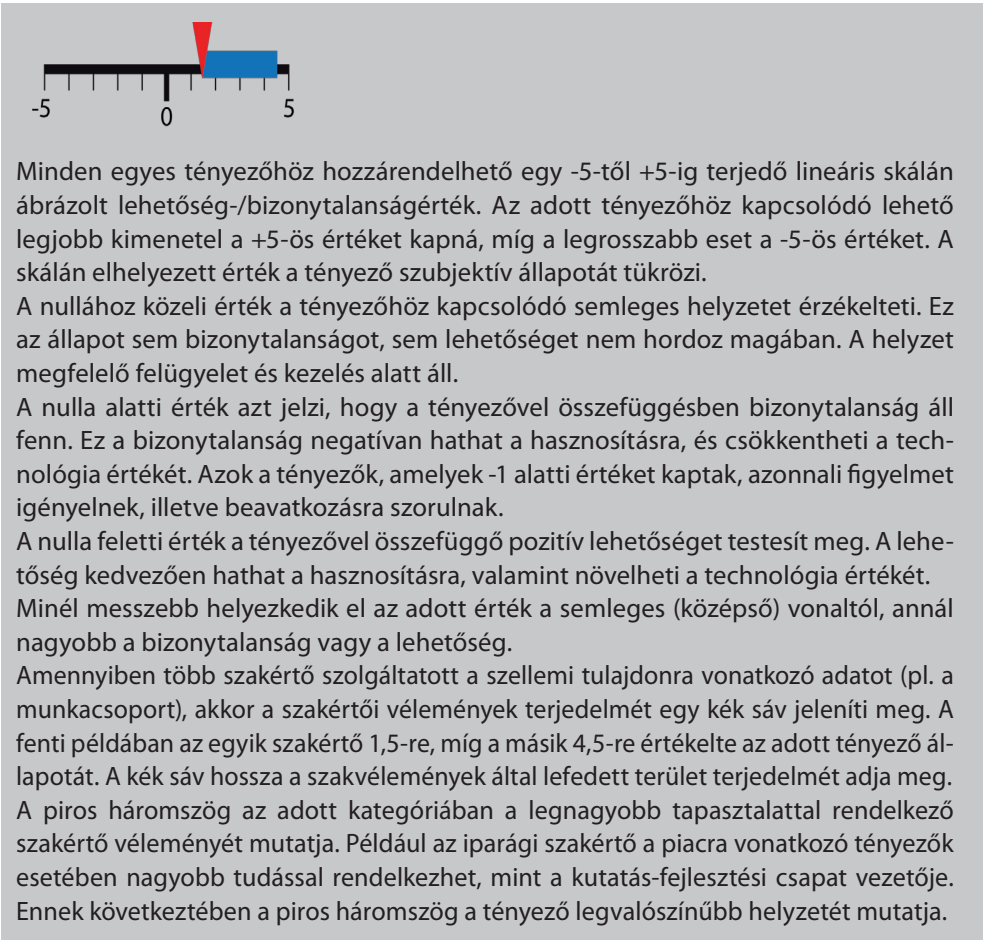 -5 0 5
Minden egyes tényezőhöz hozzárendelhető egy -5-től +5-ig terjedő lineáris skálán
ábrázolt lehetőség-/bizonytalanságérték. Az adott tényezőhöz kapcsolódó lehető
legjobb kimenetel a +5-ös értéket kapná, míg a legrosszabb eset a -5-ös értéket. A
skálán elhelyezett érték a tényező szubjektív állapotát tükrözi.
A nullához közeli érték a tényezőhöz kapcsolódó semleges helyzetet érzékelteti. Ez
az állapot sem bizonytalanságot, sem lehetőséget nem hordoz magában. A helyzet
megfelelő felügyelet és kezelés alatt áll.
A nulla alatti érték azt jelzi, hogy a tényezővel összefüggésben bizonytalanság áll
fenn. Ez a bizonytalanság negatívan hathat a hasznosításra, és csökkentheti a tech-
nológia értékét. Azok a tényezők, amelyek -1 alatti értéket kaptak, azonnali figyelmet
igényelnek, illetve beavatkozásra szorulnak.
A nulla feletti érték a tényezővel összefüggő pozitív lehetőséget testesít meg. A lehe-
tőség kedvezően hathat a hasznosításra, valamint növelheti a technológia értékét.
Minél messzebb helyezkedik el az adott érték a semleges (középső) vonaltól, annál
nagyobb a bizonytalanság vagy a lehetőség.
Amennyiben több szakértő szolgáltatott a szellemi tulajdonra vonatkozó adatot (pl. a
munkacsoport), akkor a szakértői vélemények terjedelmét egy kék sáv jeleníti meg. A
fenti példában az egyik szakértő 1,5-re, míg a másik 4,5-re értékelte az adott tényező ál-
lapotát. A kék sáv hossza a szakvélemények által lefedett terület terjedelmét adja meg.
A piros háromszög az adott kategóriában a legnagyobb tapasztalattal rendelkező
szakértő véleményét mutatja. Például az iparági szakértő a piacra vonatkozó tényezők
esetében nagyobb tudással rendelkezhet, mint a kutatás-fejlesztési csapat vezetője.
Ennek következtében a piros háromszög a tényező legvalószínűbb helyzetét mutatja.